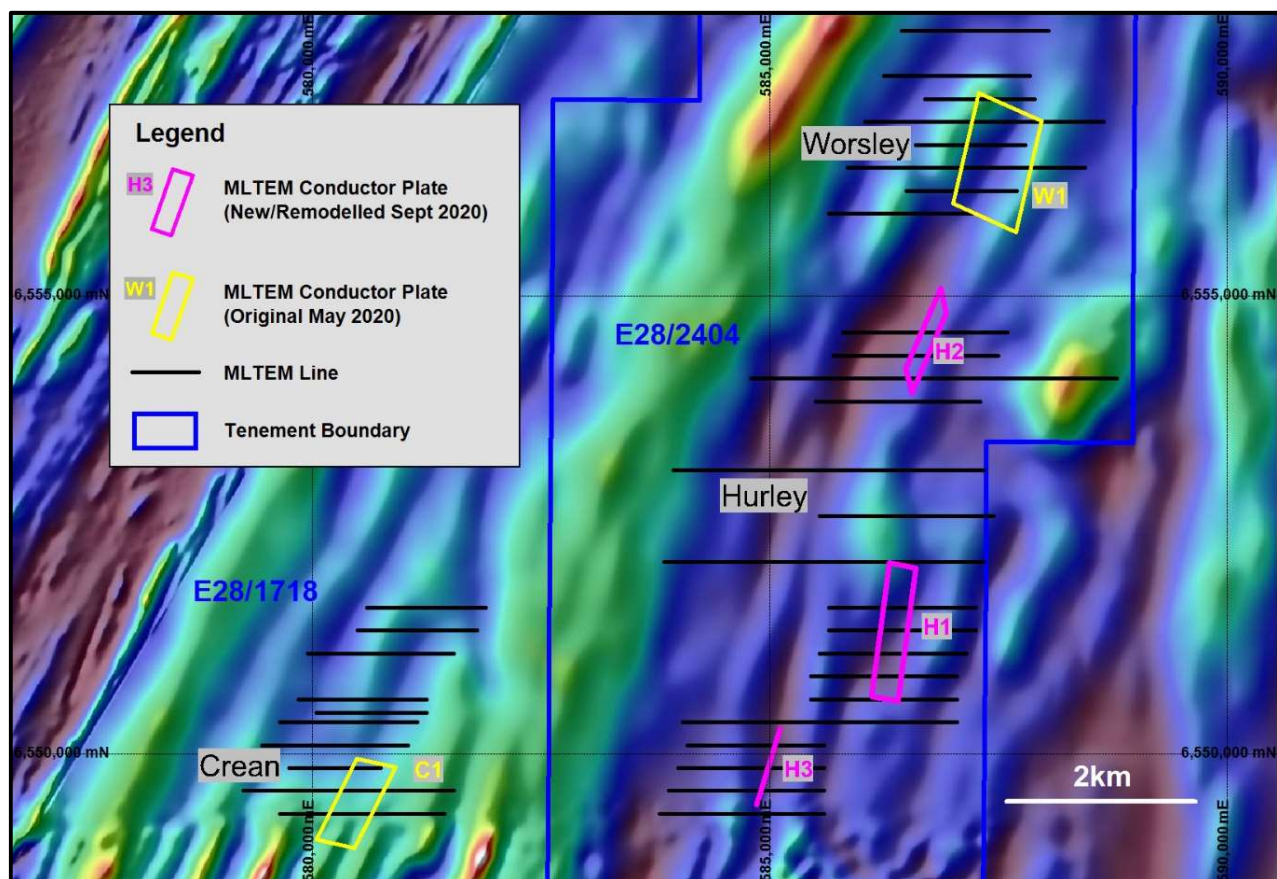 580,000 mE
585,000 mE
590,000 mE
Legend
H3
MLTEM Conductor Plate
(New/Remodelled Sept 2020)
W1
MLTEM Conductor Plate
(Original May 2020)
MLTEM Line
Tenement Boundary
Worsley
W1
6,555,000 mN
6,555,000 mN
E28/2404
H2
Hurley
E28/1718
H1
6,550,000 mN
6,550,000 mN
Crean
C1
H3
2km
580,000 mE
585,000 mE
590,000 mE